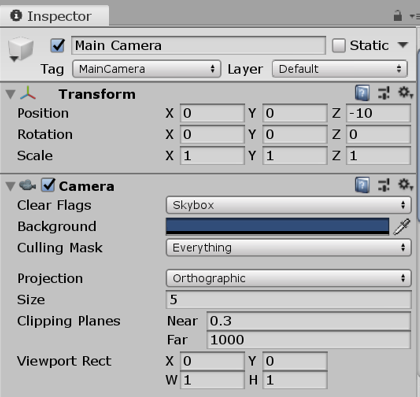 Inspector
Main Camera Static
Tag MainCamera Layer Default
Transform
Position X 0 Y 0 Z -10
Rotation X 0 Y 0 Z 0
Scale X 1 Y 1 Z 1
Camera
Clear Flags Skybox
Background
Culling Mask Everything
Projection Orthographic
Size 5
Clipping Planes Near 0.3
Far 1000
Viewport Rect X 0 Y 0
W 1 H 1